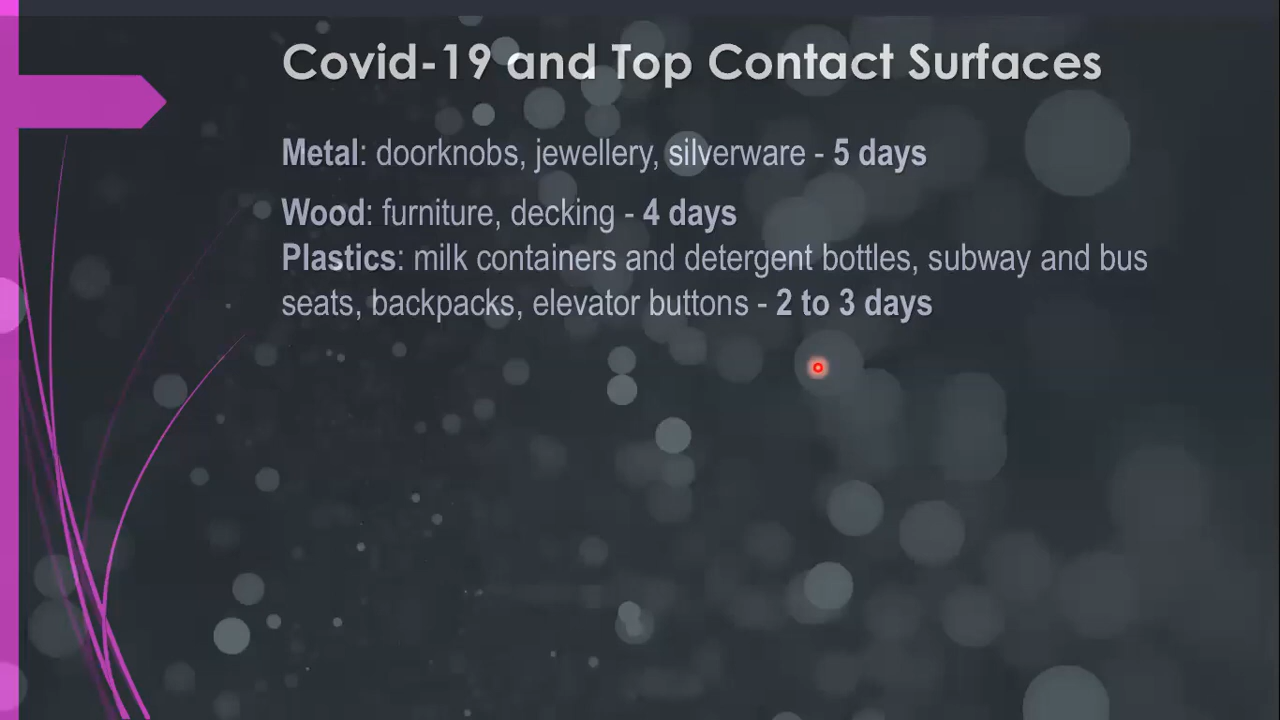 Covid-19 and Top Contact Surfaces
Metal: doorknobs, jewellery, silverware - 5 days
Wood: furniture, decking - 4 days
Plastics: milk containers and detergent bottles, subway and bus
seats, backpacks, elevator buttons - 2 to 3 days